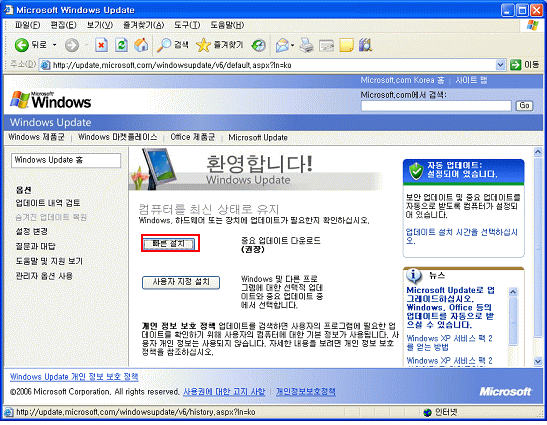 Microsoft Windows Update
파일(F) 편집(E) 보기(V) 즐겨찾기(A) 도구(T) 도움말(H)
뒤로 검색 즐겨찾기
주소(D) http://update.microsoft.com/windowsupdate/v6/default.aspx?ln=ko 이동
Microsoft.com Korea 홈 | 사이트 맵
Microsoft Windows
Microsoft.com에서 검색:
Go
Windows Update
Windows 제품군 | Windows 마켓플레이스 | Office 제품군 | Microsoft Update
Windows Update 홈
옵션
업데이트 내역 검토
숨겨진 업데이트 복원
설정 변경
질문과 대답
도움말 및 지원 보기
관리자 옵션 사용
환영합니다!
Windows Update
컴퓨터를 최신 상태로 유지
Windows, 하드웨어 또는 장치에 업데이트가 필요한지 확인하십시오.
빠른 설치
중요 업데이트 다운로드
(권장)
사용자 지정 설치
Windows 및 다른 프로
그램에 대한 선택적 업데
이트와 중요 업데이트 중
에서 선택합니다.
개인 정보 보호 정책 업데이트를 검색하면 사용자의 프로그램에 필요한 업데
이트를 확인하기 위해 사용자의 컴퓨터에 대한 기본 정보가 사용됩니다. 사용
자 개인 정보는 사용되지 않습니다. 자세한 내용을 보려면 개인 정보 보호
정책을 참조하십시오.
자동 업데이트:
설정되어 있습니다.
보안 업데이트 및 중요 업데이트를
자동으로 받도록 컴퓨터가 설정되
어 있습니다.
업데이트 설치 시간을 선택하십시
오.
뉴스
Microsoft Update로 업
그레이드하십시오.
Windows, Office 등의
업데이트를 자동으로 받
으실 수 있습니다.
Windows XP 서비스 팩 2
를 얻는 방법
Windows XP 서비스 팩 2
Windows Update 개인 정보 보호 정책
©2006 Microsoft Corporation. All rights reserved. 사용권에 대한 고지 사항 | 개인정보보호정책
Microsoft
http://update.microsoft.com/windowsupdate/v6/history.aspx?ln=ko 인터넷